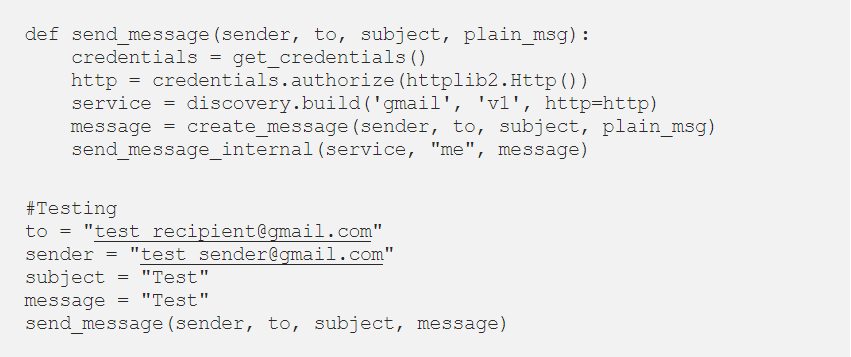 def send_message(sender, to, subject, plain_msg):
    credentials = get_credentials()
    http = credentials.authorize(httplib2.Http())
    service = discovery.build('gmail', 'v1', http=http)
    message = create_message(sender, to, subject, plain_msg)
    send_message_internal(service, "me", message)
#Testing
to = "test_recipient@gmail.com"
sender = "test_sender@gmail.com"
subject = "Test"
message = "Test"
send_message(sender, to, subject, message)